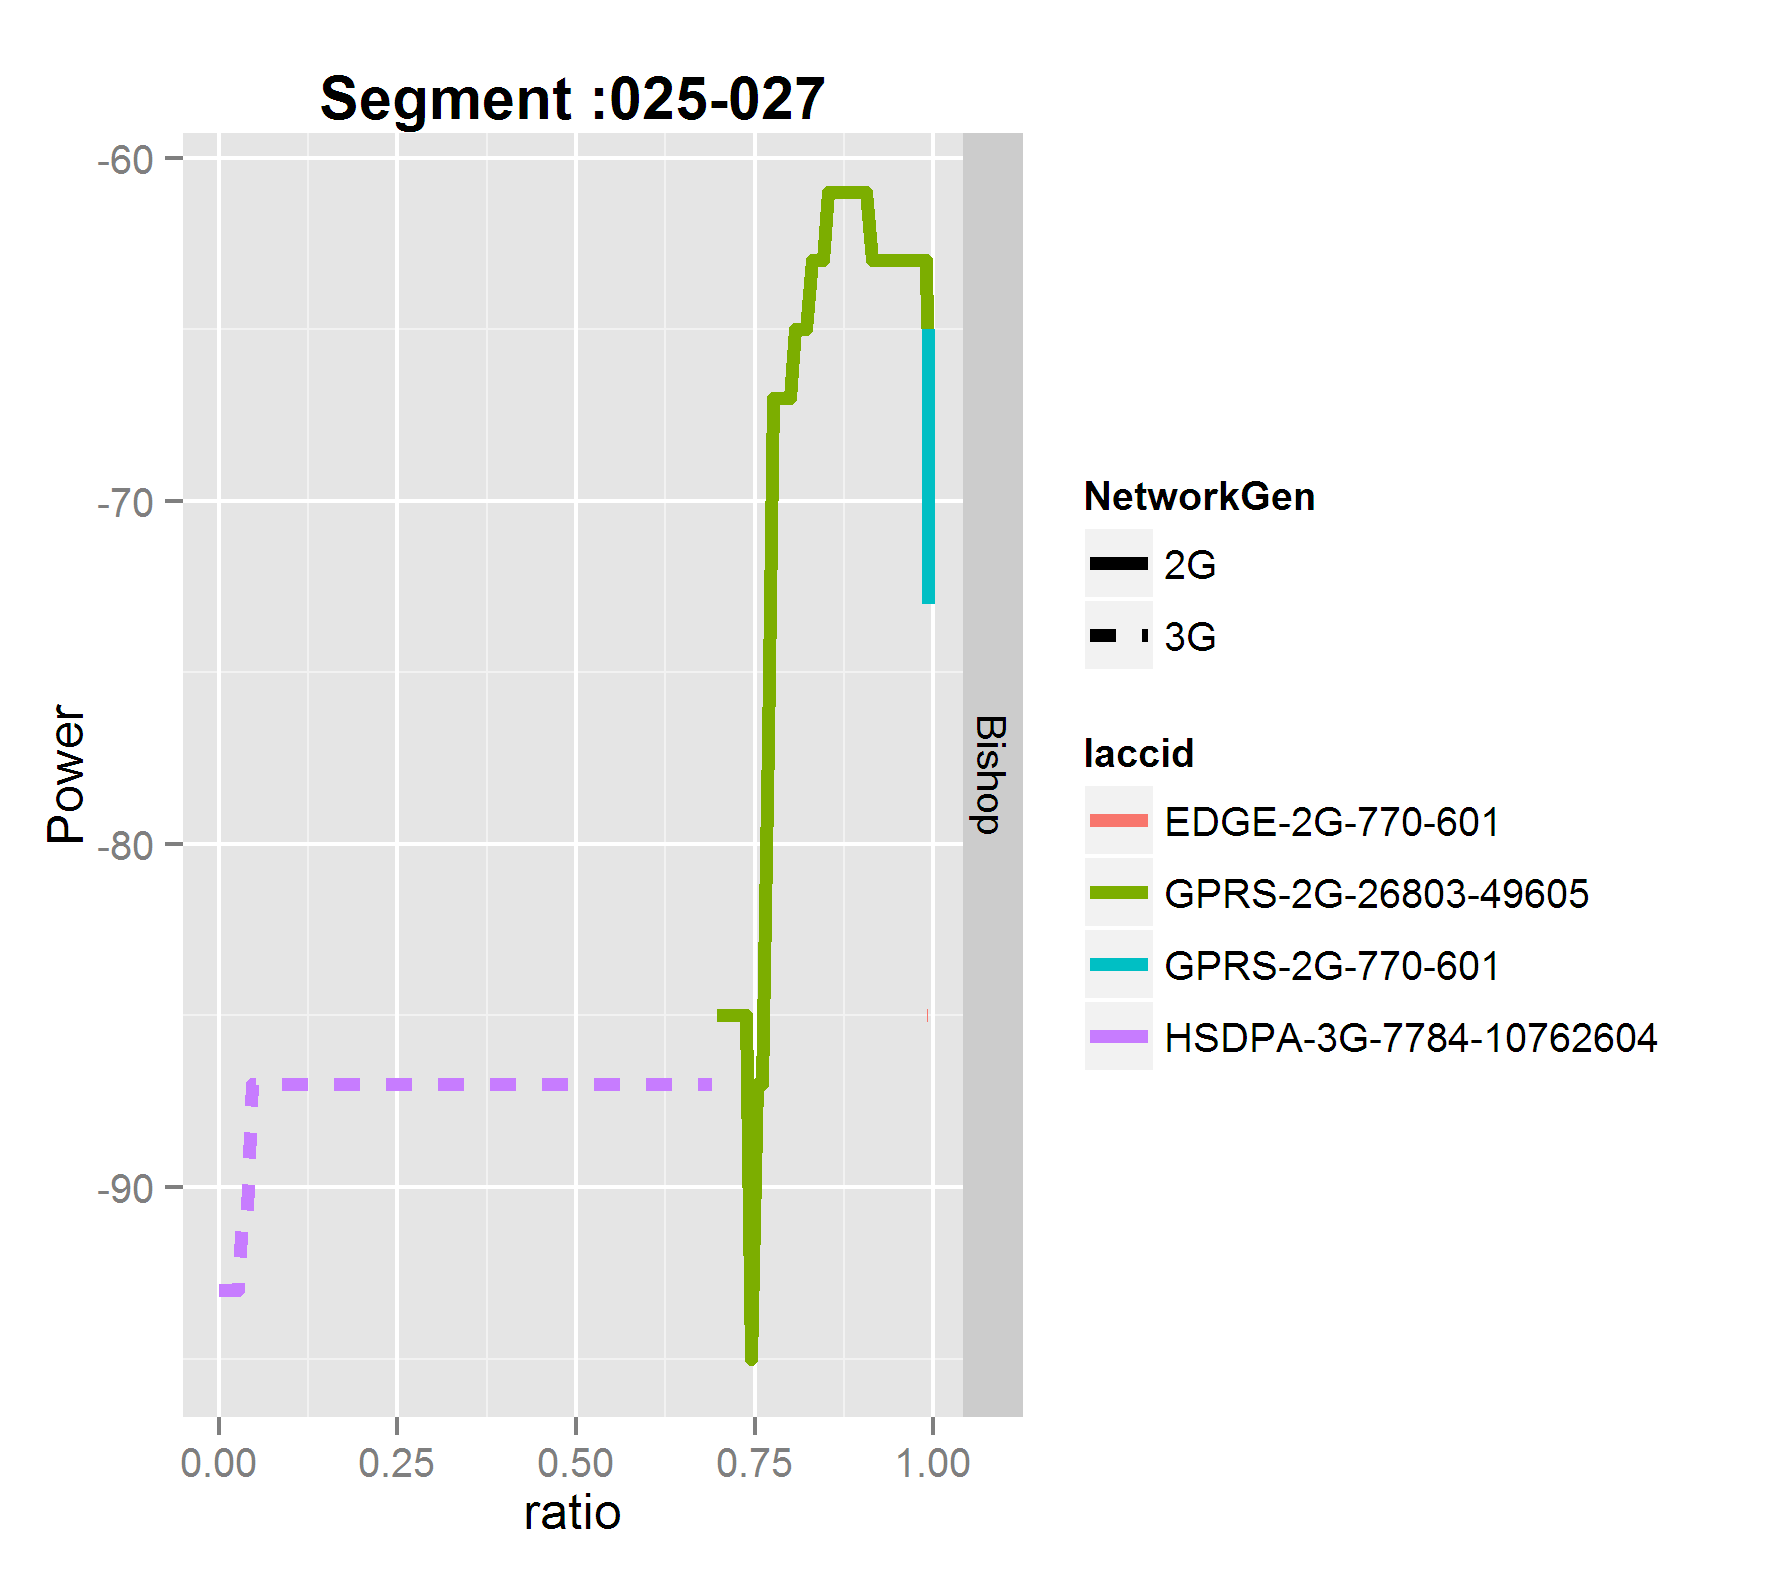 Segment :025-027
-60
-70
-80
-90
Power
0.00 0.25 0.50 0.75 1.00
ratio
Bishop
NetworkGen
2G
3G
laccid
EDGE-2G-770-601
GPRS-2G-26803-49605
GPRS-2G-770-601
HSDPA-3G-7784-10762604